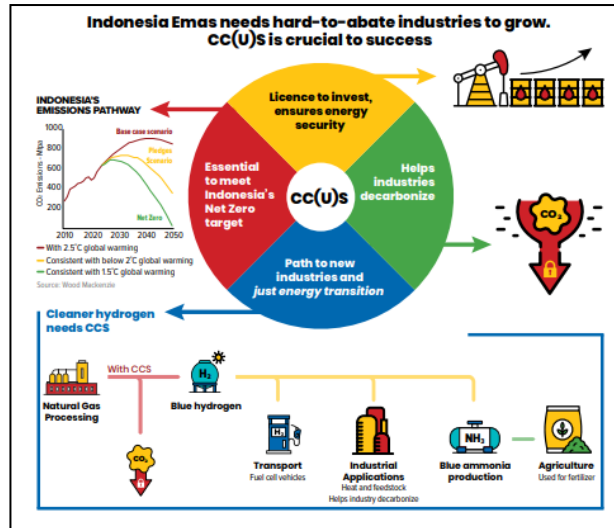 Indonesia Emas needs hard-to-abate industries to grow.
CC(U)S is crucial to success
INDONESIA'S
EMISSIONS PATHWAY
CO₂ Emissions - Mtpa
1000
800
600
400
200
2010
2020
2030
2040
2050
Base case scenario
Pledges
Scenario
Net Zero
With 2.5°C global warming
Consistent with below 2°C global warming
Consistent with 1.5°C global warming
Source: Wood Mackenzie
Licence to invest,
ensures energy
security
Essential
to meet
Indonesia's
Net Zero
target
CC(U)S
Helps
industries
decarbonize
Path to new
industries and
just energy transition
CO₂
Cleaner hydrogen
needs CCS
Natural Gas
Processing
With CCS
CO₂
H₂
Blue hydrogen
H₂
Transport
Fuel cell vehicles
Industrial
Applications
Heat and feedstock
Helps industry decarbonize
NH₃
Blue ammonia
production
Agriculture
Used for fertilizer